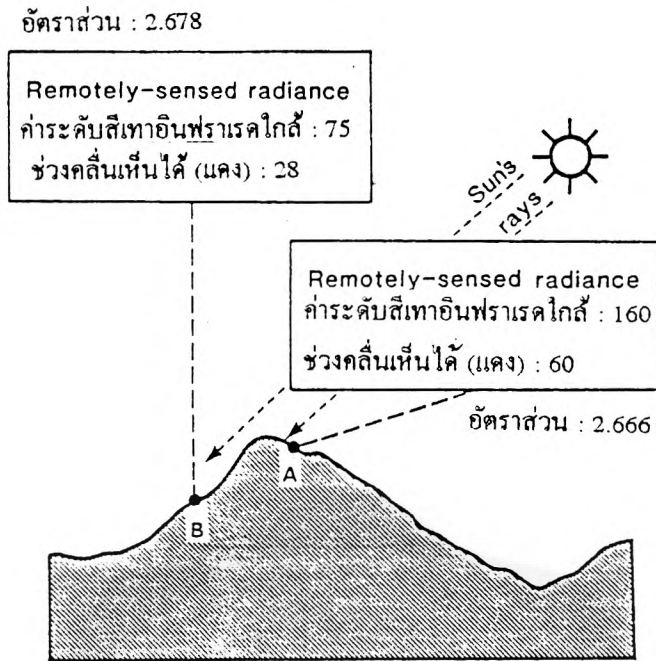 อัตราส่วน : 2.678
Remotely-sensed radiance
ค่าระดับสีเทาอินฟราเรดใกล้ : 75
ช่วงคลื่นเห็นได้ (แดง) : 28
Sun's
rays
Remotely-sensed radiance
ค่าระดับสีเทาอินฟราเรดใกล้ : 160
ช่วงคลื่นเห็นได้ (แดง) : 60
อัตราส่วน : 2.666
A
B